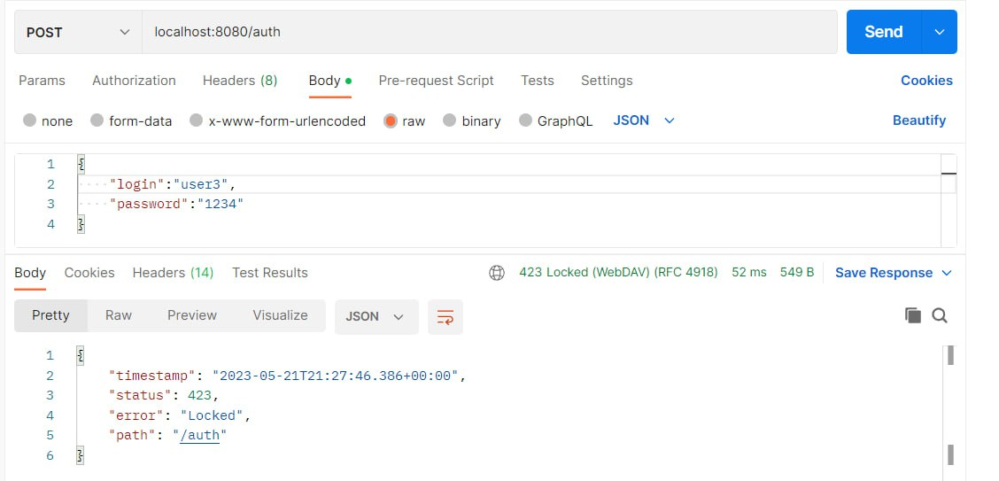 POST localhost:8080/auth Send
Params Authorization Headers (8) Body Pre-request Script Tests Settings Cookies
none form-data x-www-form-urlencoded raw binary GraphQL JSON Beautify
1 {
2 "login":"user3",
3 "password":"1234"
4 }
Body Cookies Headers (14) Test Results 423 Locked (WebDAV) (RFC 4918) 52 ms 549 B Save Response
Pretty Raw Preview Visualize JSON
1 {
2 "timestamp": "2023-05-21T21:27:46.386+00:00",
3 "status": 423,
4 "error": "Locked",
5 "path": "/auth"
6 }